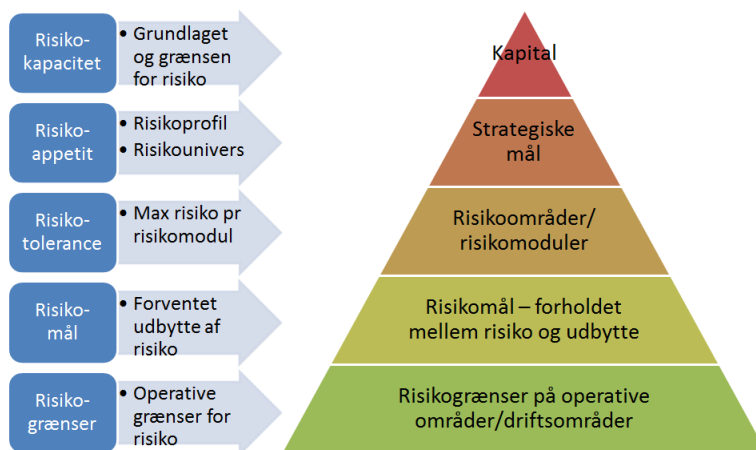 Risiko-
kapacitet
• Grundlaget
og grænsen
for risiko
Kapital
Risiko-
appetit
• Risikoprofil
• Risikounivers
Strategiske
mål
Risiko-
tolerance
• Max risiko pr
risikomodul
Risikoområder/
risikomoduler
Risiko-
mål
• Forventet
udbytte af
risiko
Risikomål – forholdet
mellem risiko og udbytte
Risiko-
grænser
• Operative
grænser for
risiko
Risikogrænser på operative
områder/driftsområder